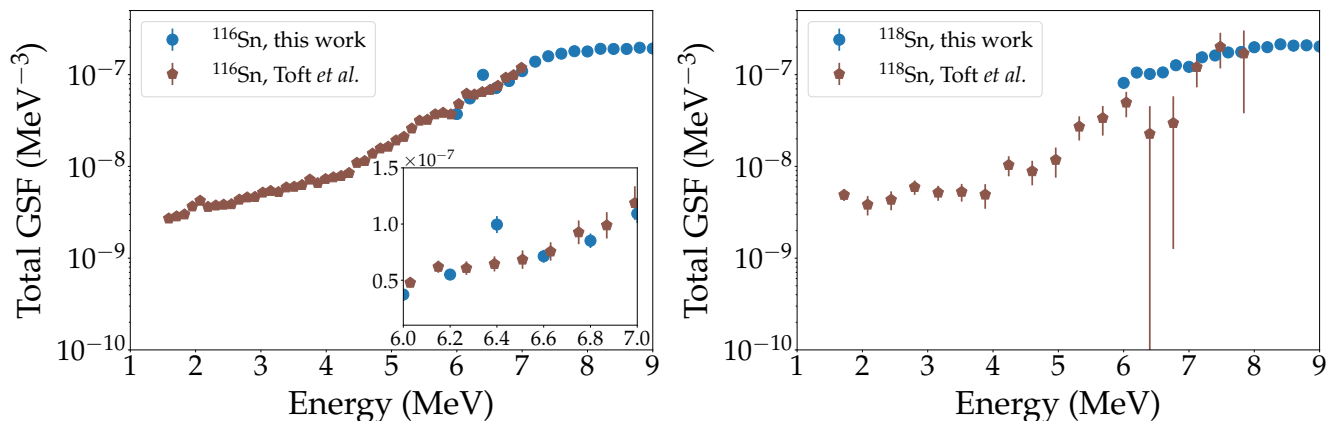 Total GSF (MeV⁻³)
10⁻⁷
10⁻⁸
10⁻⁹
10⁻¹⁰
¹¹⁶Sn, this work
¹¹⁶Sn, Toft et al.
×10⁻⁷
1.5
1.0
0.5
6.0 6.2 6.4 6.6 6.8 7.0
1 2 3 4 5 6 7 8 9
Energy (MeV)
Total GSF (MeV⁻³)
10⁻⁷
10⁻⁸
10⁻⁹
10⁻¹⁰
¹¹⁸Sn, this work
¹¹⁸Sn, Toft et al.
1 2 3 4 5 6 7 8 9
Energy (MeV)